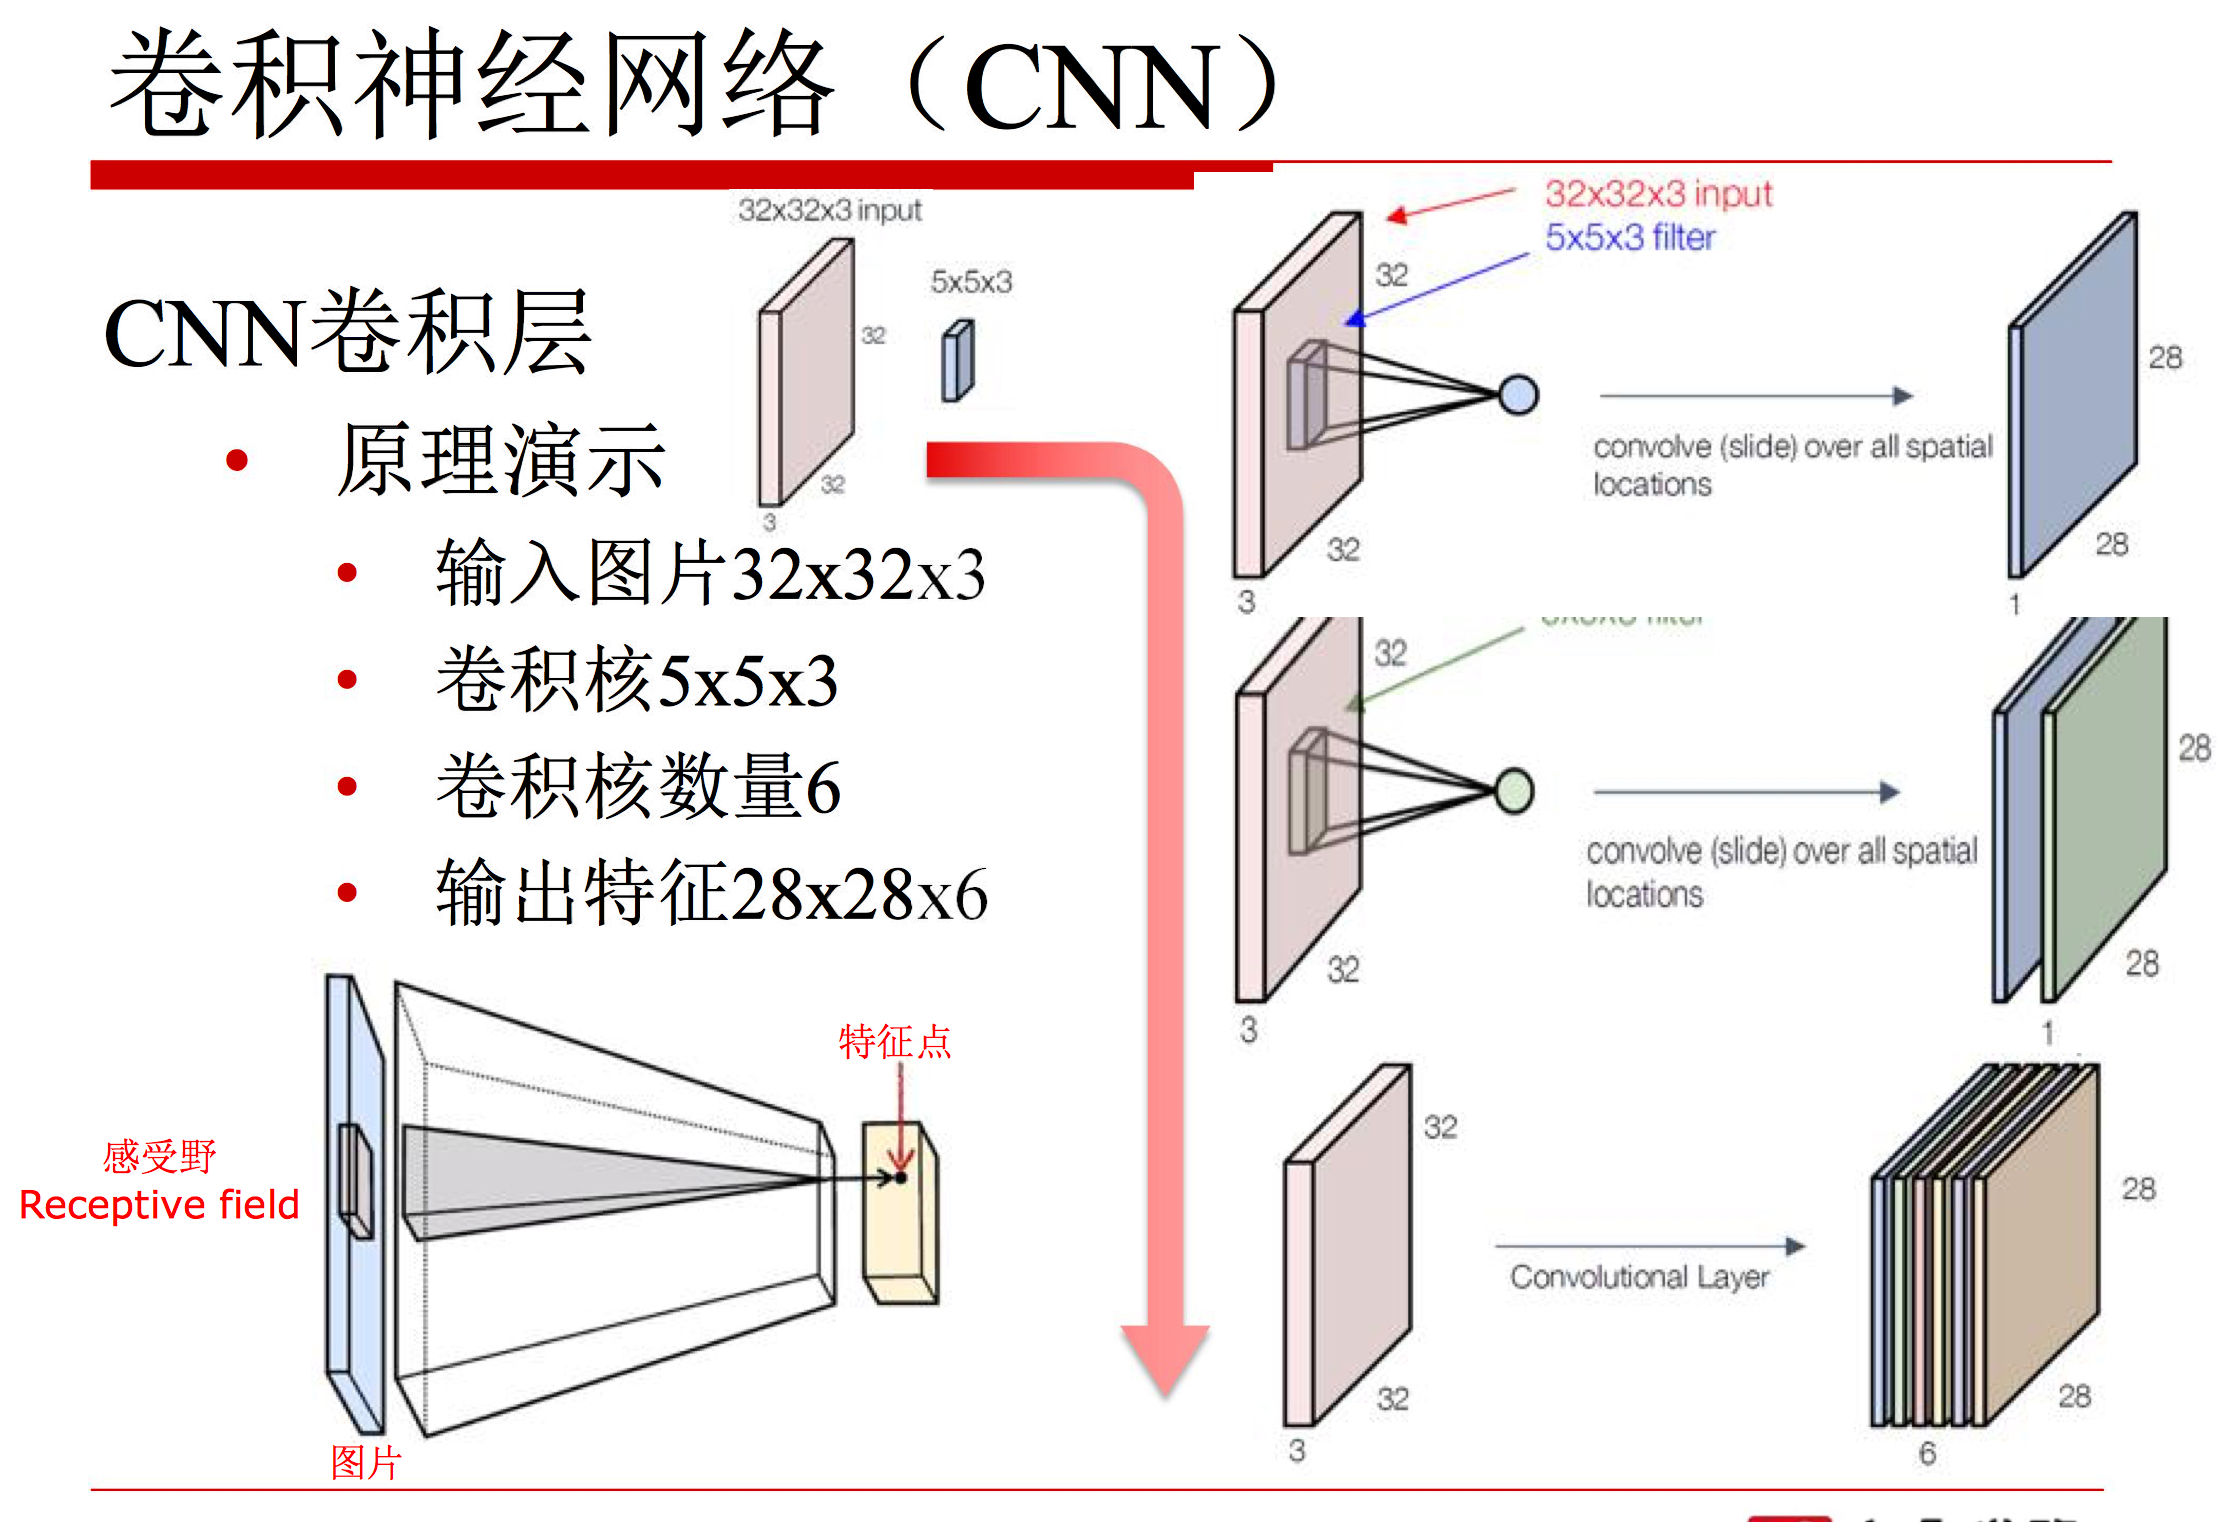 卷积神经网络（CNN）
CNN卷积层
原理演示
输入图片32x32x3
卷积核5x5x3
卷积核数量6
输出特征28x28x6
32x32x3 input
5x5x3
32
32
3
32x32x3 input
5x5x3 filter
32
32
3
convolve (slide) over all spatial
locations
28
28
1
32
32
3
convolve (slide) over all spatial
locations
28
28
1
32
32
3
Convolutional Layer
28
28
6
特征点
感受野
Receptive field
图片